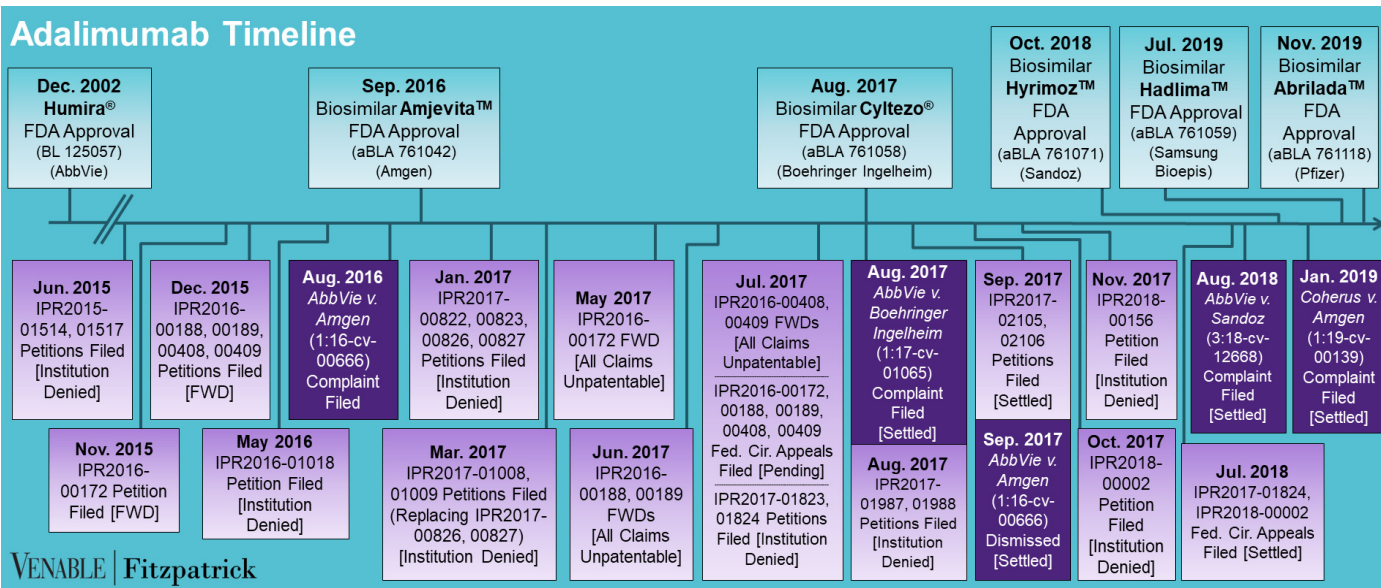 Adalimumab Timeline
Dec. 2002
Humira®
FDA Approval
(BL 125057)
(AbbVie)
Sep. 2016
Biosimilar Amjevita™
FDA Approval
(aBLA 761042)
(Amgen)
Aug. 2017
Biosimilar Cyltezo®
FDA Approval
(aBLA 761058)
(Boehringer Ingelheim)
Oct. 2018
Biosimilar
Hyrimoz™
FDA
Approval
(aBLA 761071)
(Sandoz)
Jul. 2019
Biosimilar
Hadlima™
FDA Approval
(aBLA 761059)
(Samsung
Bioepis)
Nov. 2019
Biosimilar
Abrilada™
FDA
Approval
(aBLA 761118)
(Pfizer)
Jun. 2015
IPR2015-
01514, 01517
Petitions Filed
[Institution
Denied]
Nov. 2015
IPR2016-
00172 Petition
Filed [FWD]
Dec. 2015
IPR2016-
00188, 00189,
00408, 00409
Petitions Filed
[FWD]
May 2016
IPR2016-01018
Petition Filed
[Institution
Denied]
Aug. 2016
AbbVie v.
Amgen
(1:16-cv-
00666)
Complaint
Filed
Jan. 2017
IPR2017-
00822, 00823,
00826, 00827
Petitions Filed
[Institution
Denied]
Mar. 2017
IPR2017-01008,
01009 Petitions Filed
(Replacing IPR2017-
00826, 00827)
[Institution Denied]
May 2017
IPR2016-
00172 FWD
[All Claims
Unpatentable]
Jun. 2017
IPR2016-
00188, 00189
FWDs
[All Claims
Unpatentable]
Jul. 2017
IPR2016-00408,
00409 FWDs
[All Claims
Unpatentable]
IPR2016-00172,
00188, 00189,
00408, 00409
Fed. Cir. Appeals
Filed [Pending]
IPR2017-01823,
01824 Petitions
Filed [Institution
Denied]
Aug. 2017
AbbVie v.
Boehringer
Ingelheim
(1:17-cv-
01065)
Complaint
Filed
[Settled]
Aug. 2017
IPR2017-
01987, 01988
Petitions Filed
[Institution
Denied]
Sep. 2017
IPR2017-
02105,
02106
Petitions
Filed
[Settled]
Sep. 2017
AbbVie v.
Amgen
(1:16-cv-
00666)
Dismissed
[Settled]
Nov. 2017
IPR2018-
00156
Petition
Filed
[Institution
Denied]
Oct. 2017
IPR2018-
00002
Petition
Filed
[Institution
Denied]
Aug. 2018
AbbVie v.
Sandoz
(3:18-cv-
12668)
Complaint
Filed
[Settled]
Jan. 2019
Coherus v.
Amgen
(1:19-cv-
00139)
Complaint
Filed
[Settled]
Jul. 2018
IPR2017-01824,
IPR2018-00002
Fed. Cir. Appeals
Filed [Settled]
VENABLE | Fitzpatrick